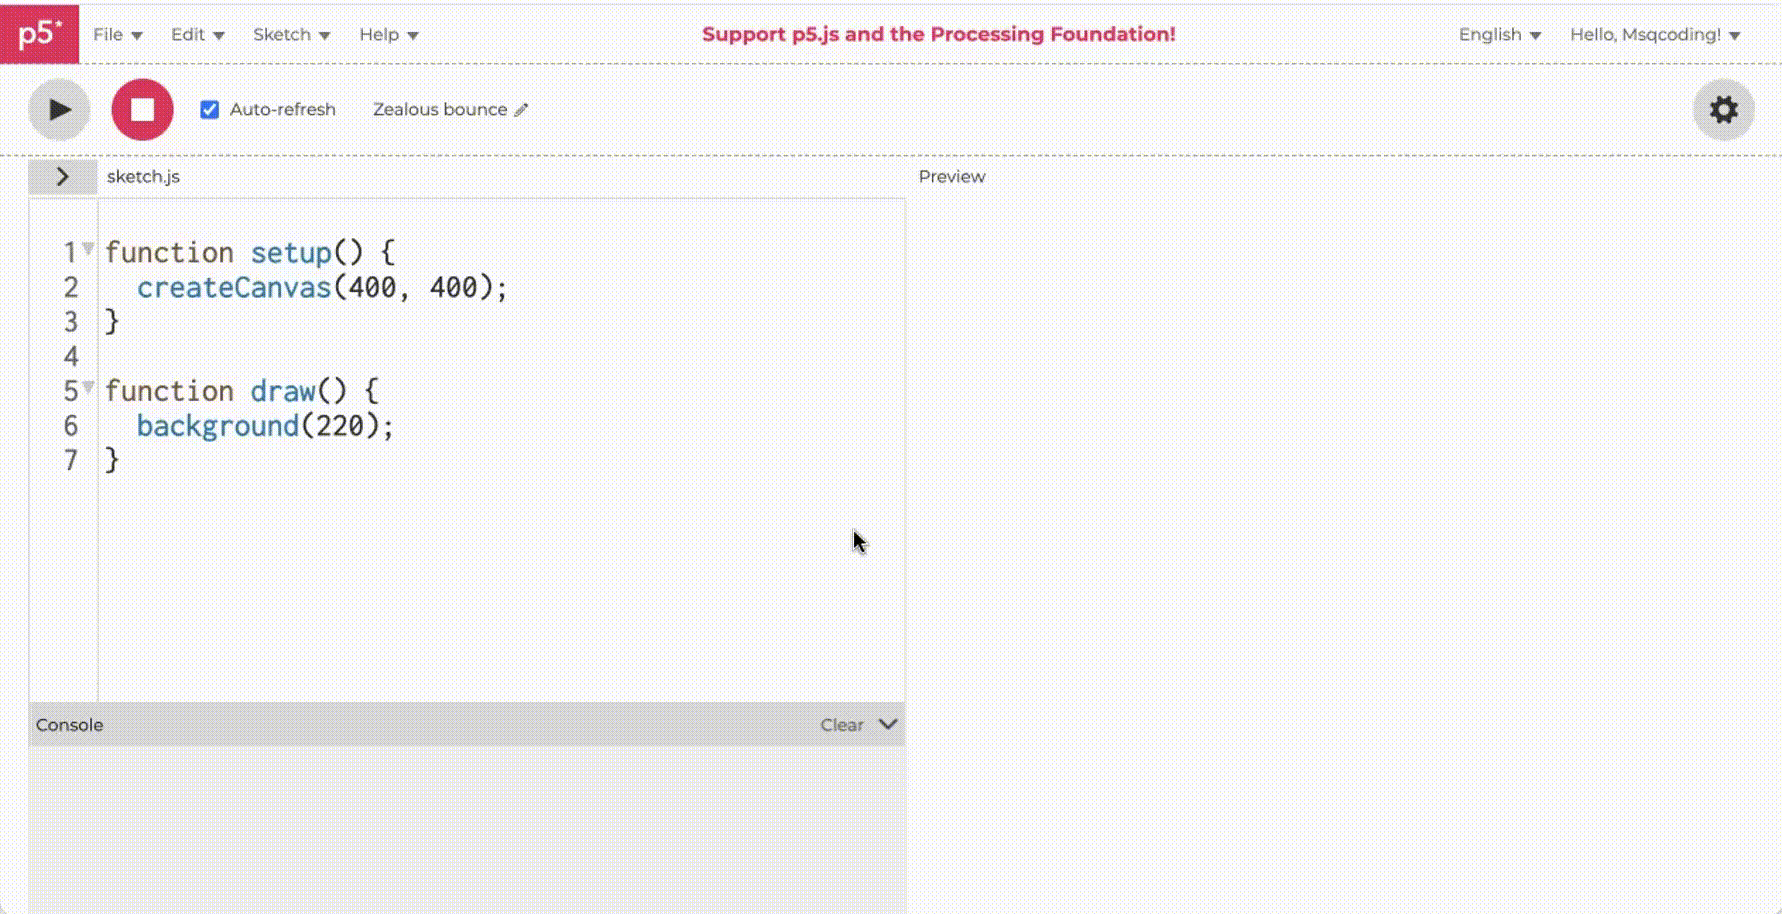 p5*
File Edit Sketch Help Support p5.js and the Processing Foundation! English Hello, Msqcoding!
Auto-refresh Zealous bounce
sketch.js Preview
1 function setup() {
2   createCanvas(400, 400);
3 }
4
5 function draw() {
6   background(220);
7 }
Console Clear